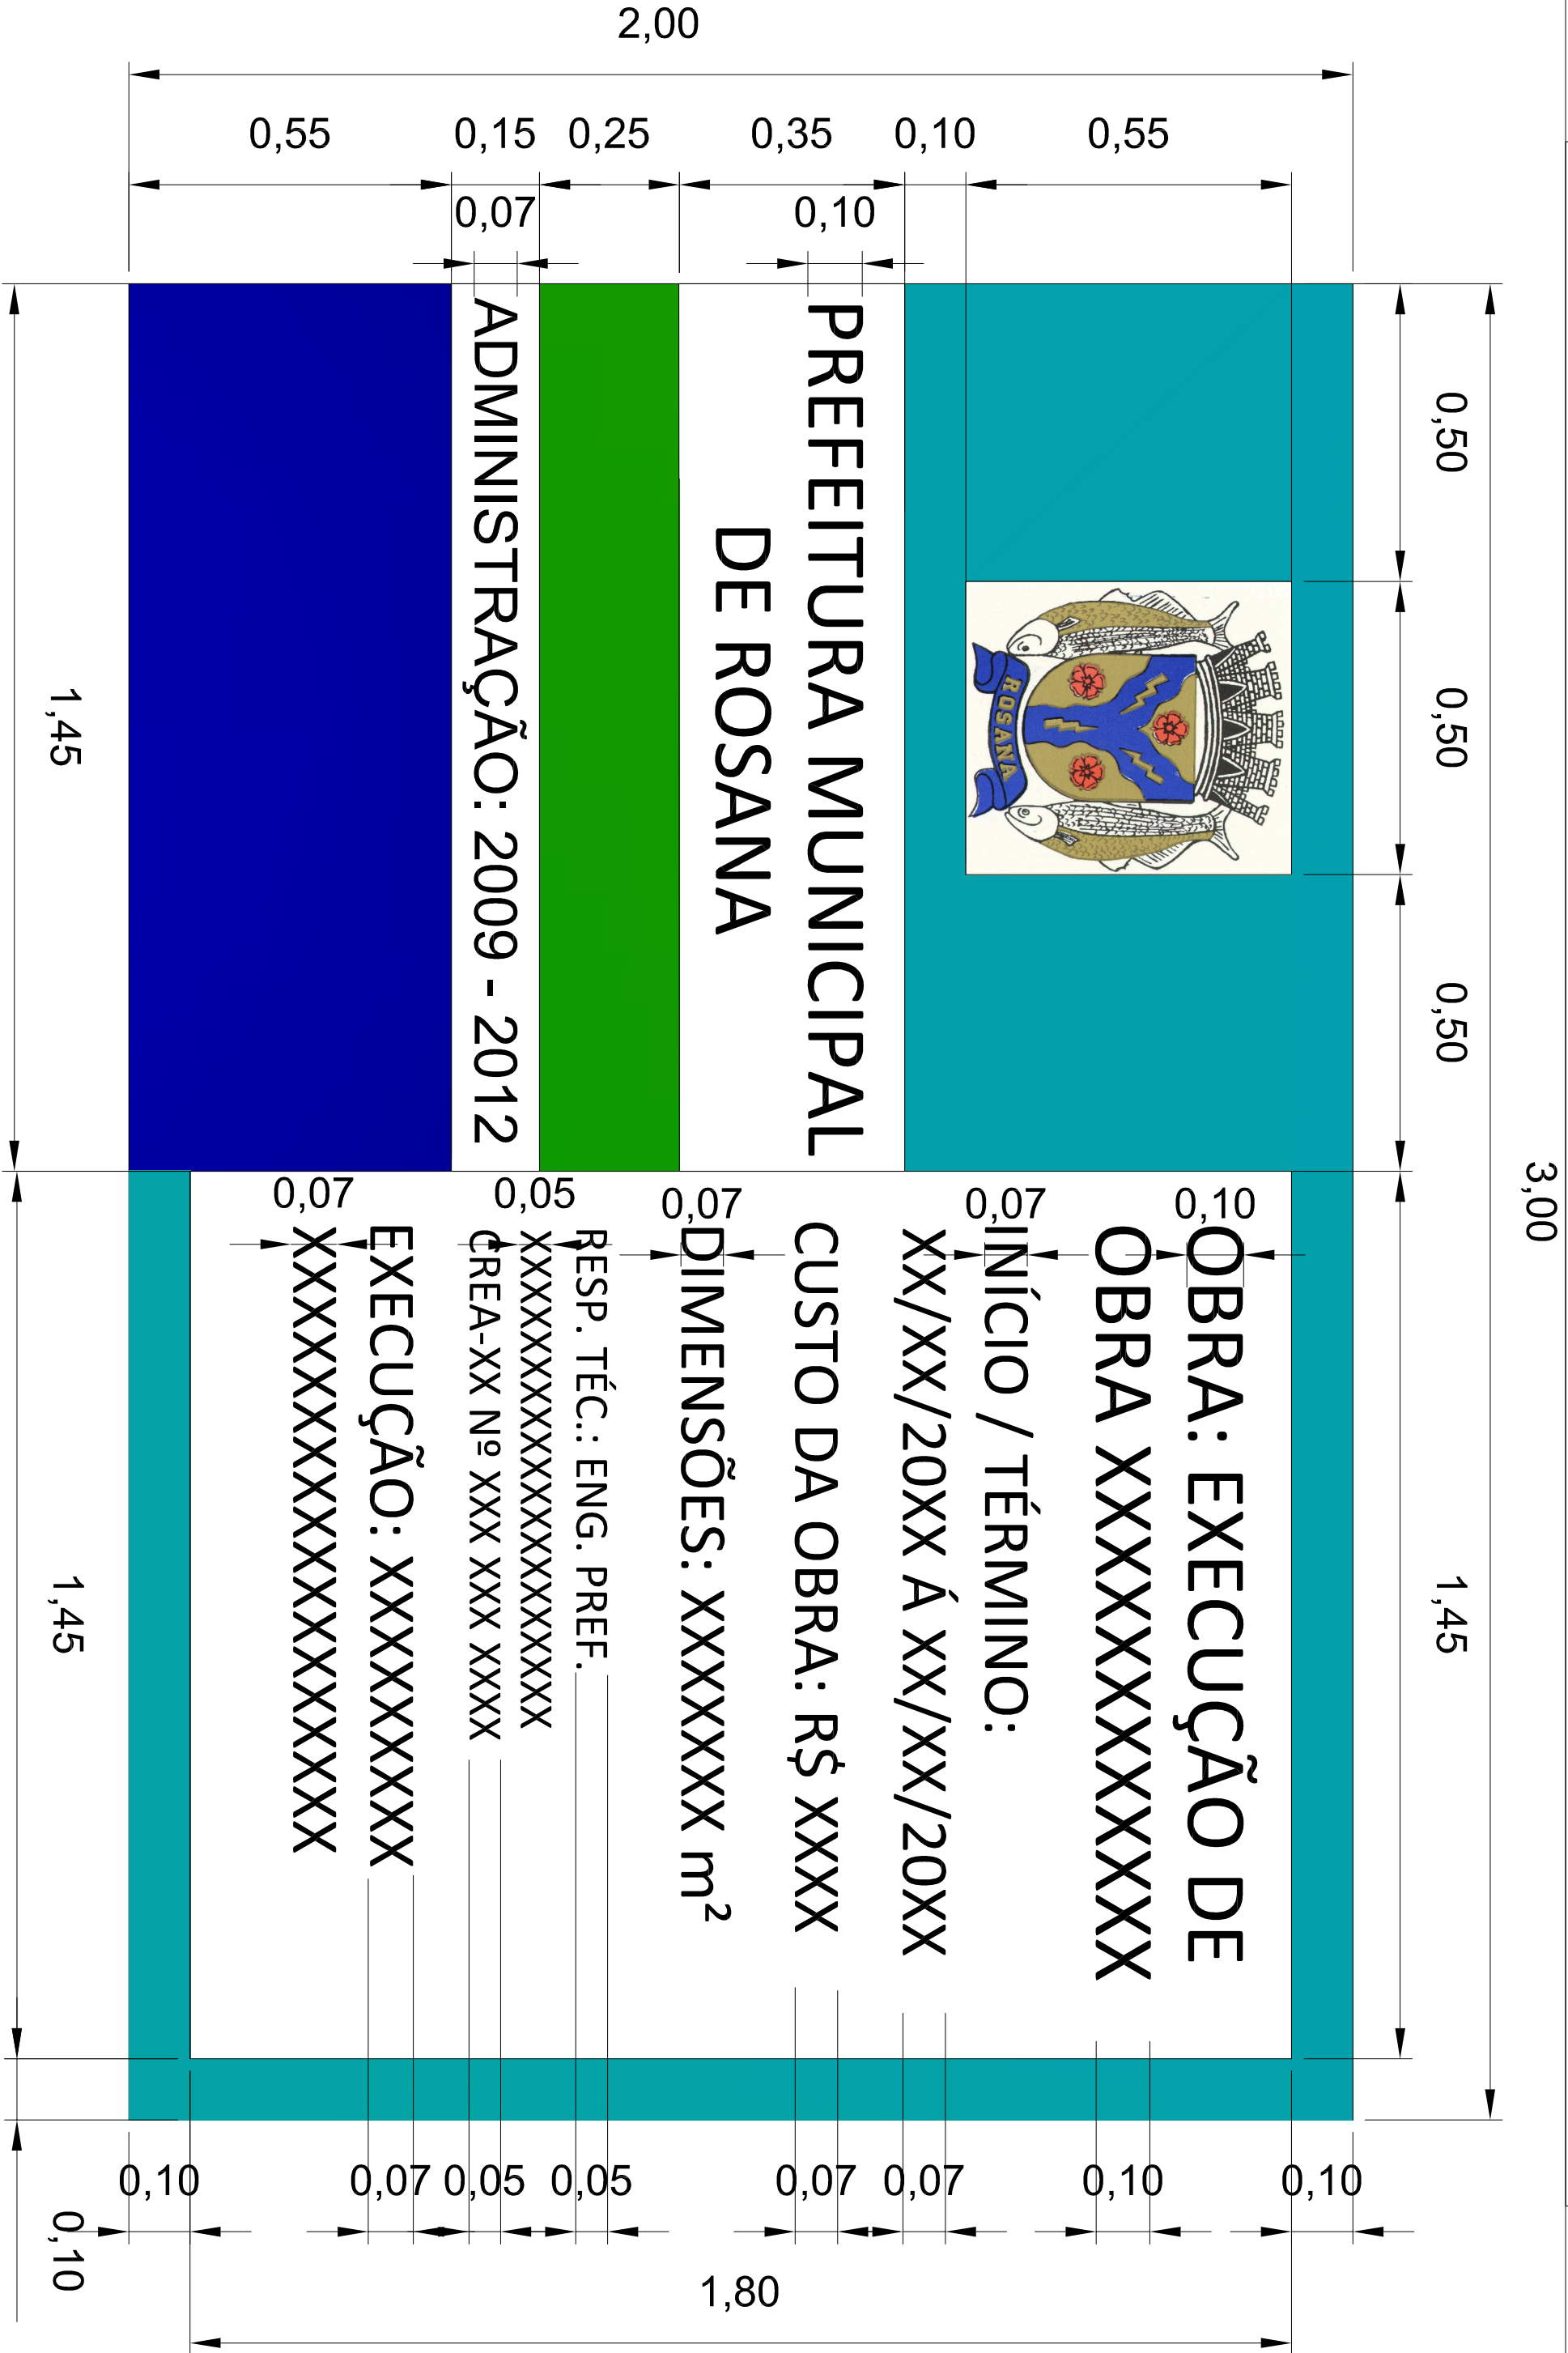 3,00
0,50
0,50
0,50
1,45
ROSANA
PREFEITURA MUNICIPAL
DE ROSANA
ADMINISTRAÇÃO: 2009 - 2012
OBRA: EXECUÇÃO DE
OBRA XXXXXXXXXXXXXX
INÍCIO / TÉRMINO:
XX/XX/20XX Á XX/XX/20XX
CUSTO DA OBRA: R$ XXXX
DIMENSÕES: XXXXXXXX m²
RESP. TÉC.: ENG. PREF.
CREA-XX Nº XXX XXX XXXX
1,45
1,45
0,10
2,00
0,55
0,15
0,25
0,35
0,10
0,55
0,07
0,10
0,07
0,05
0,07
0,07
0,10
0,10
0,07
0,05
0,05
0,07
0,07
0,10
0,10
1,80